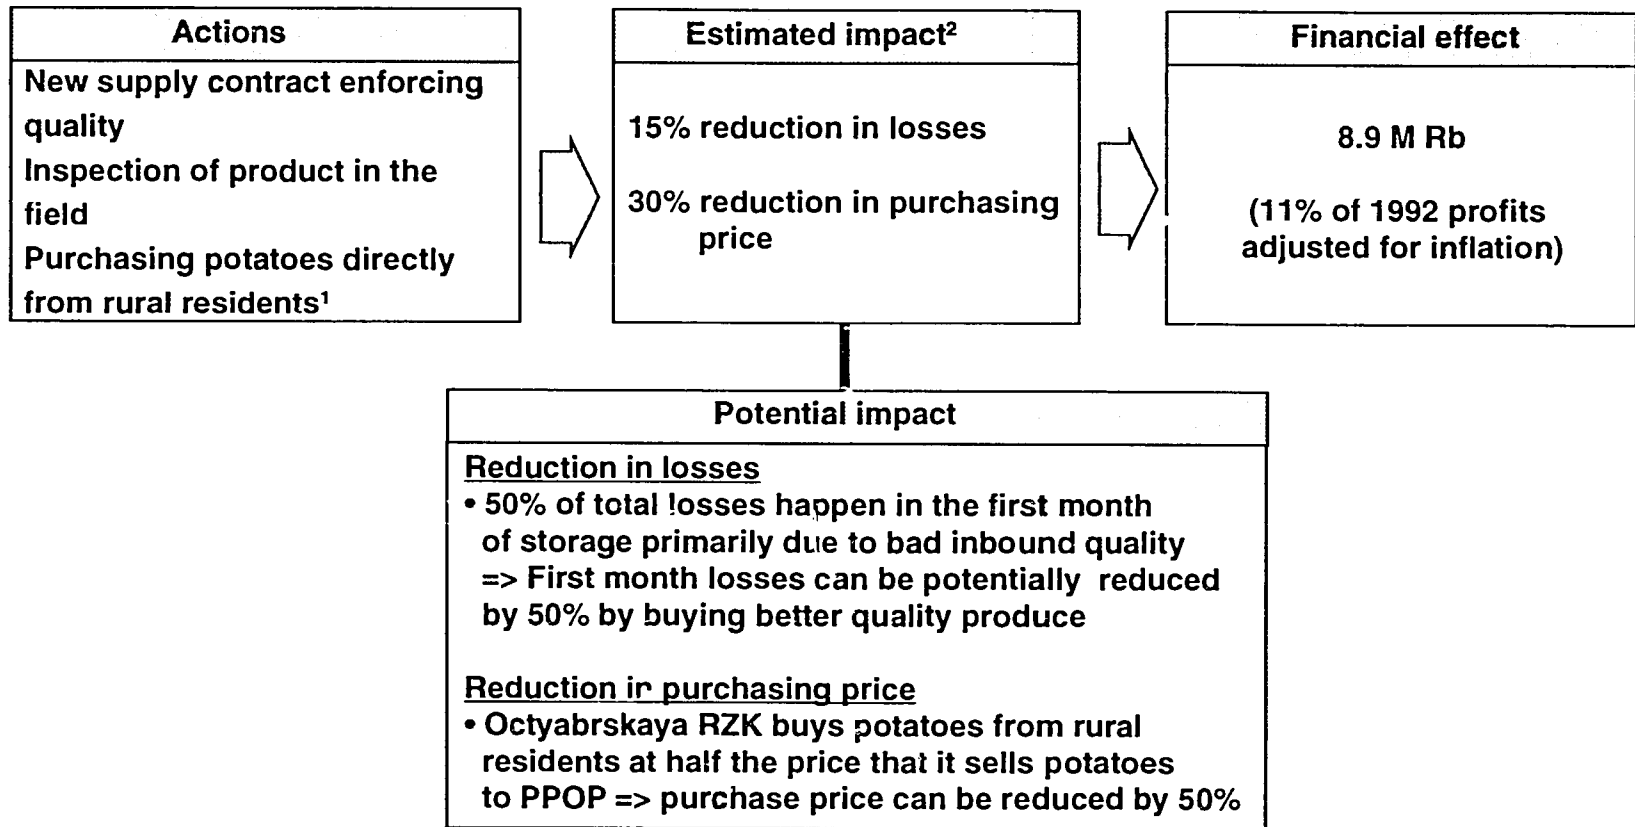 Actions
New supply contract enforcing
quality
Inspection of product in the
field
Purchasing potatoes directly
from rural residents¹
Estimated impact²
15% reduction in losses
30% reduction in purchasing
price
Financial effect
8.9 M Rb
(11% of 1992 profits
adjusted for inflation)
Potential impact
Reduction in losses
• 50% of total losses happen in the first month
of storage primarily due to bad inbound quality
=> First month losses can be potentially reduced
by 50% by buying better quality produce
Reduction in purchasing price
• Octyabrskaya RZK buys potatoes from rural
residents at half the price that it sells potatoes
to PPOP => purchase price can be reduced by 50%